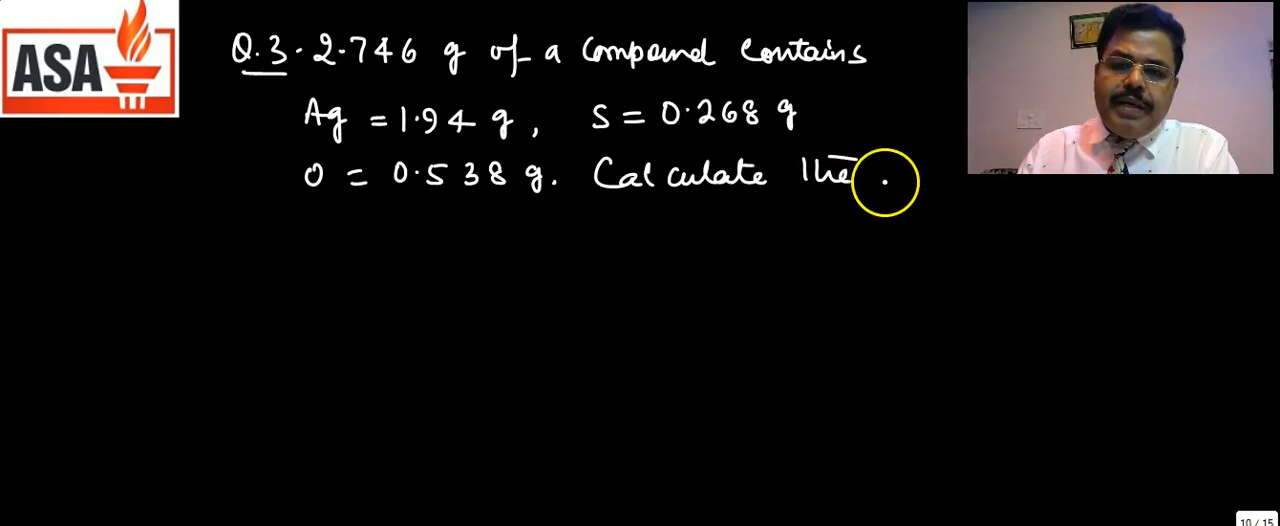 ASA
Q.3. 2.746 g of a compound contains
Ag = 1.94 g, S = 0.268 g
O = 0.538 g. Calculate the
10/15